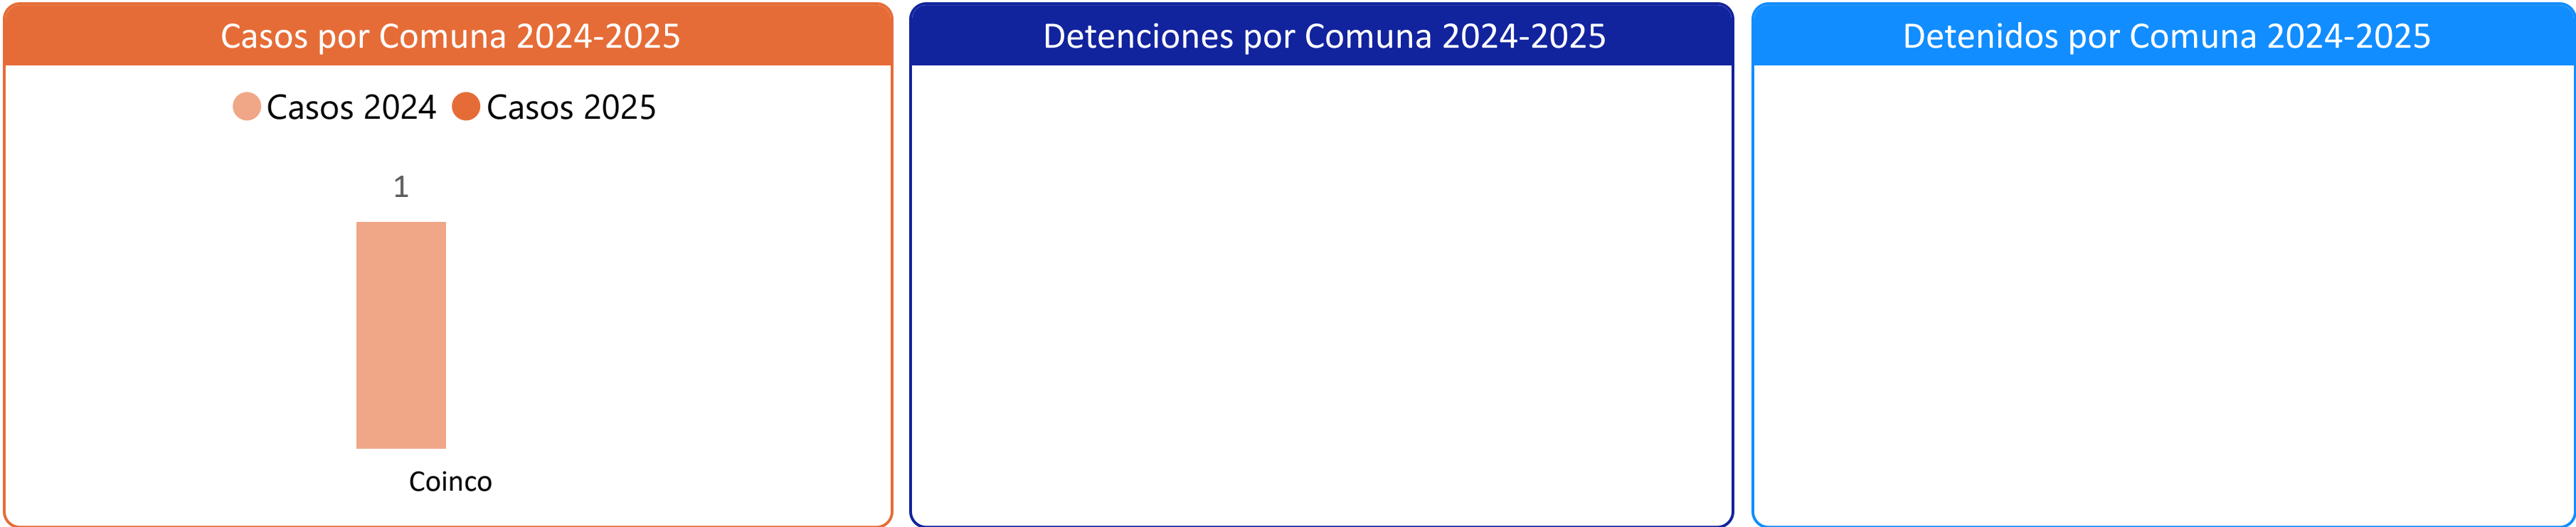 Casos por Comuna 2024-2025
Casos 2024 Casos 2025
1
Coinco
Detenciones por Comuna 2024-2025
Detenidos por Comuna 2024-2025